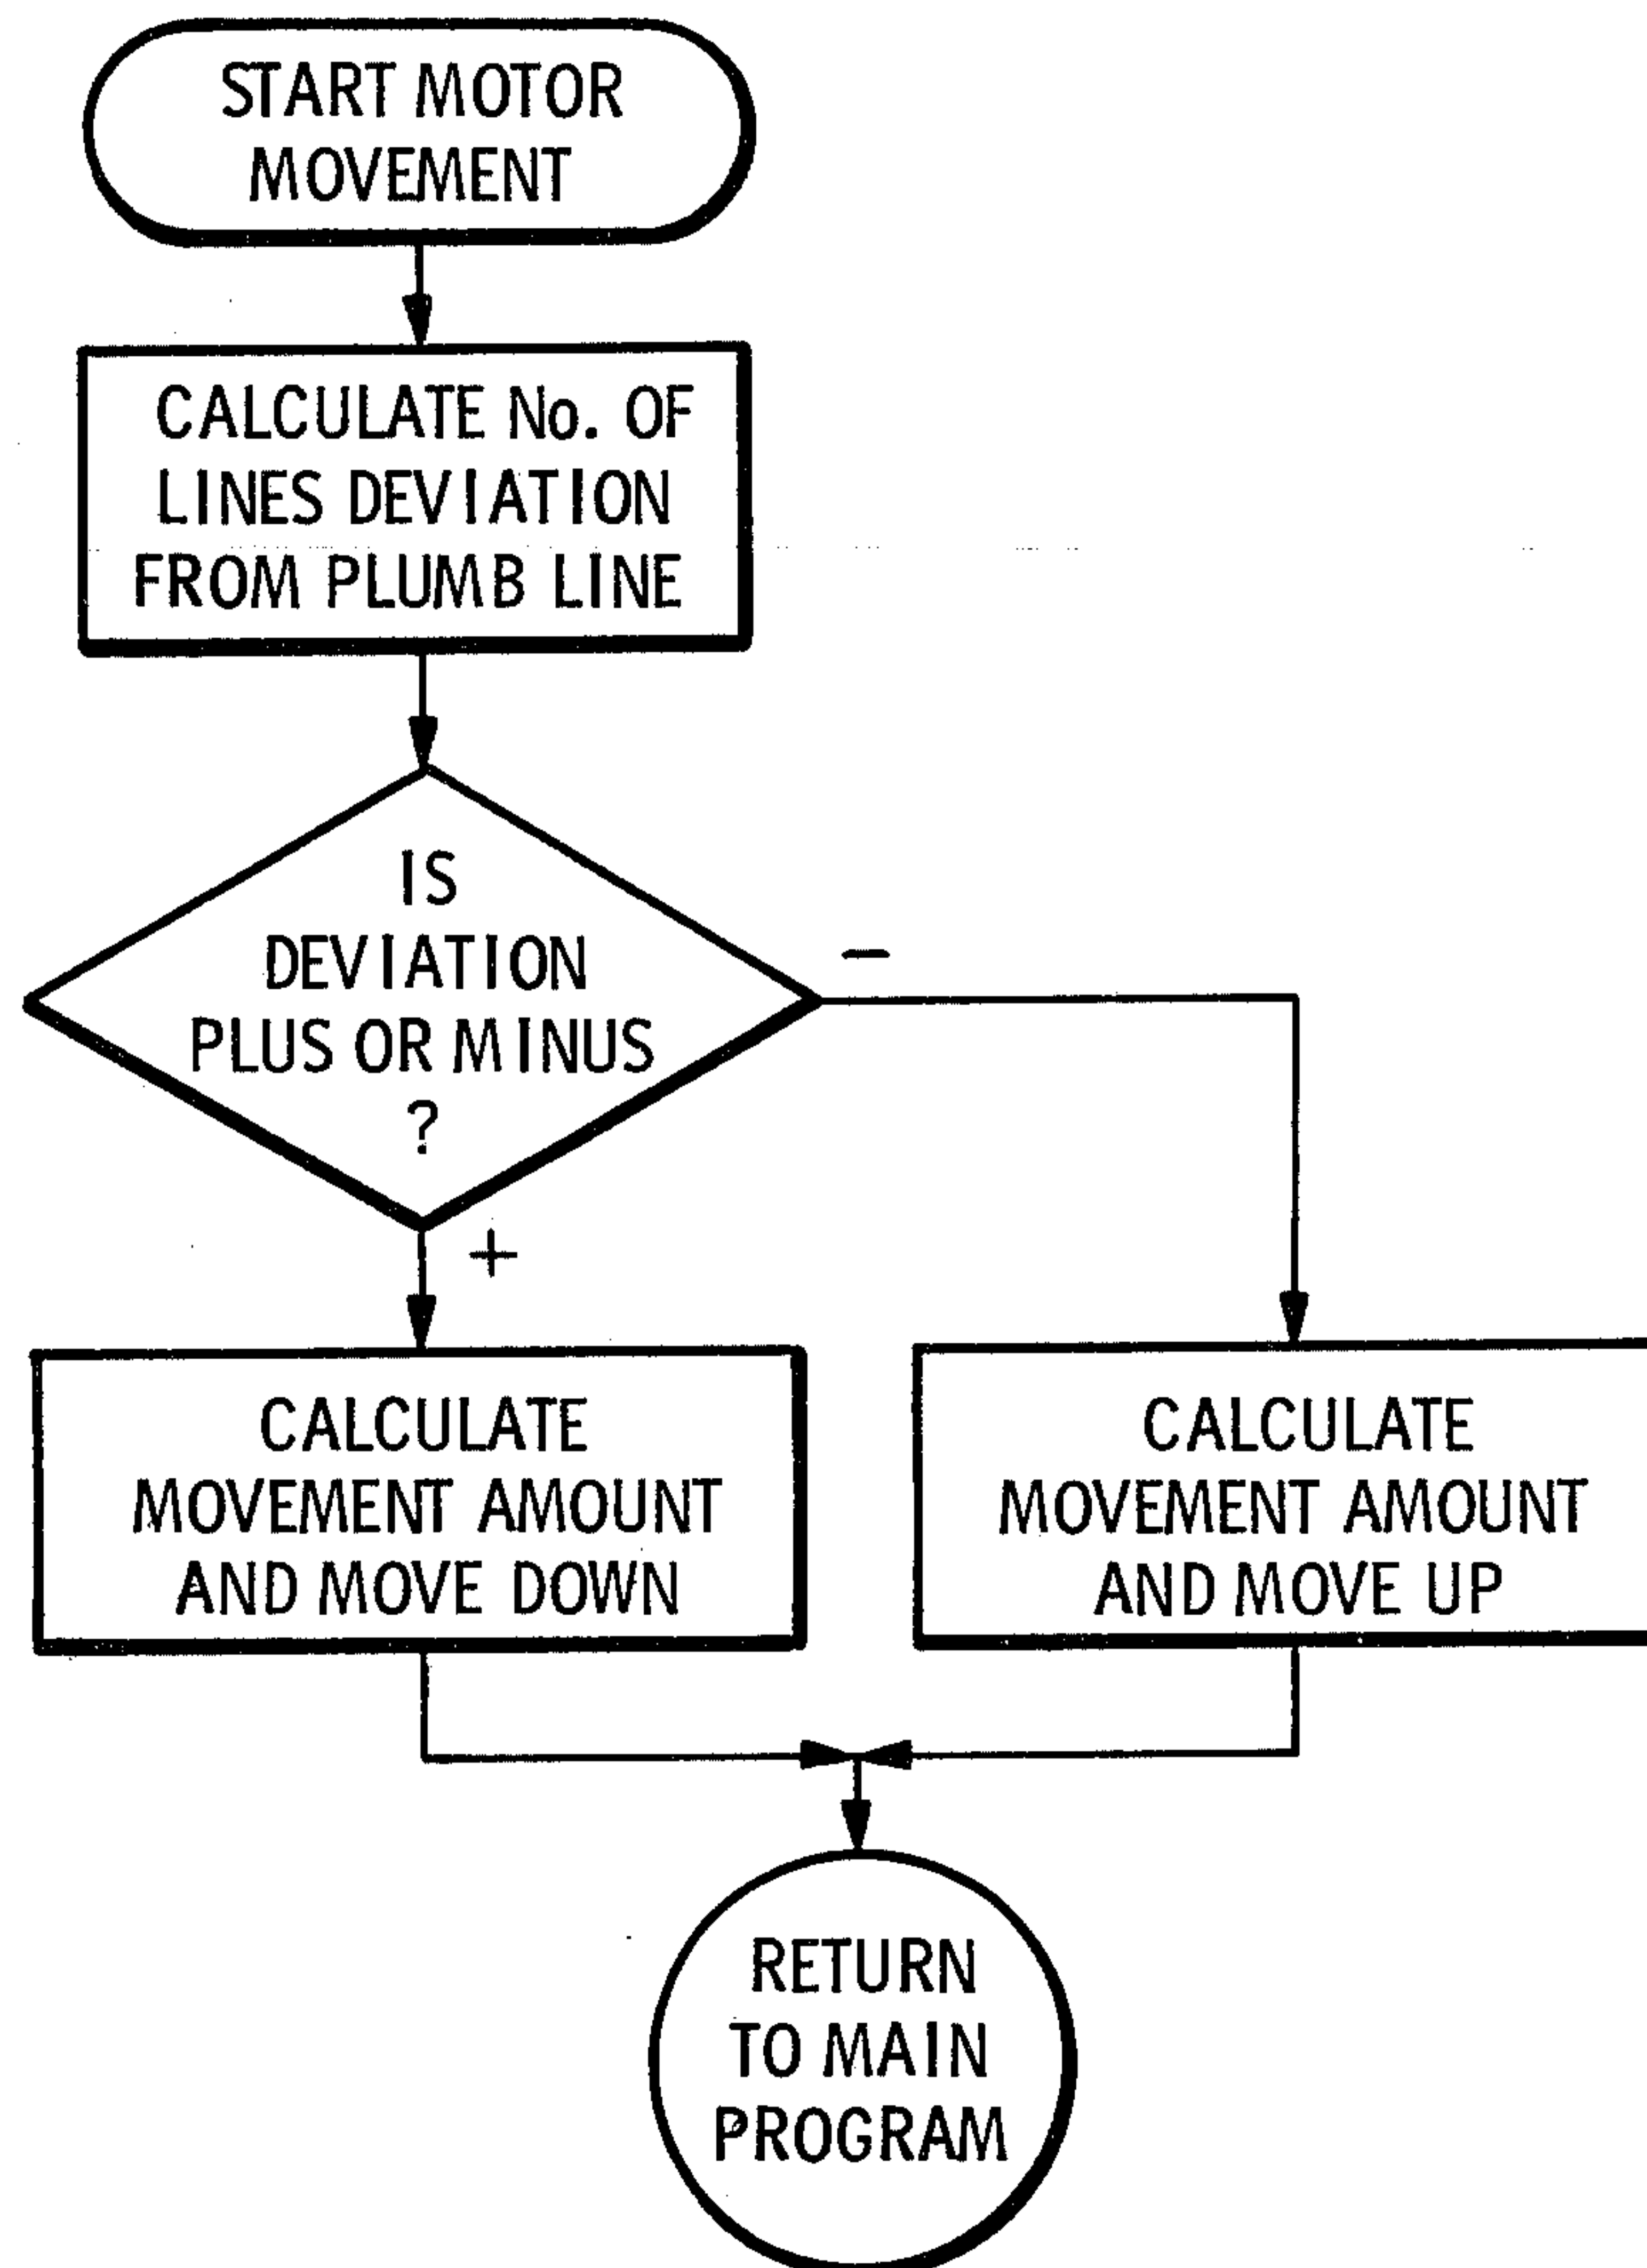 START MOTOR
MOVEMENT
CALCULATE No. OF
LINES DEVIATION
FROM PLUMB LINE
IS
DEVIATION
PLUS OR MINUS
?
−
+
CALCULATE
MOVEMENT AMOUNT
AND MOVE DOWN
CALCULATE
MOVEMENT AMOUNT
AND MOVE UP
RETURN
TO MAIN
PROGRAM